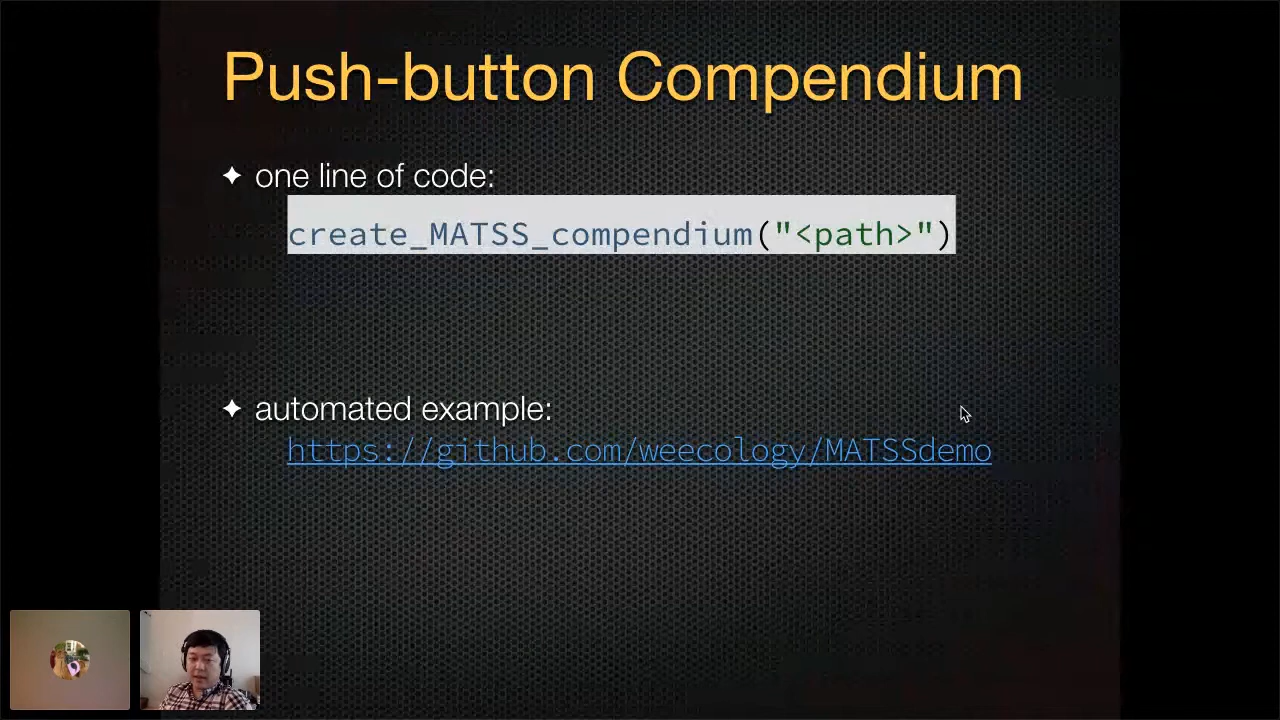 Push-button Compendium
✦ one line of code:
create_MATSS_compendium("<path>")
✦ automated example:
https://github.com/weecology/MATSSdemo